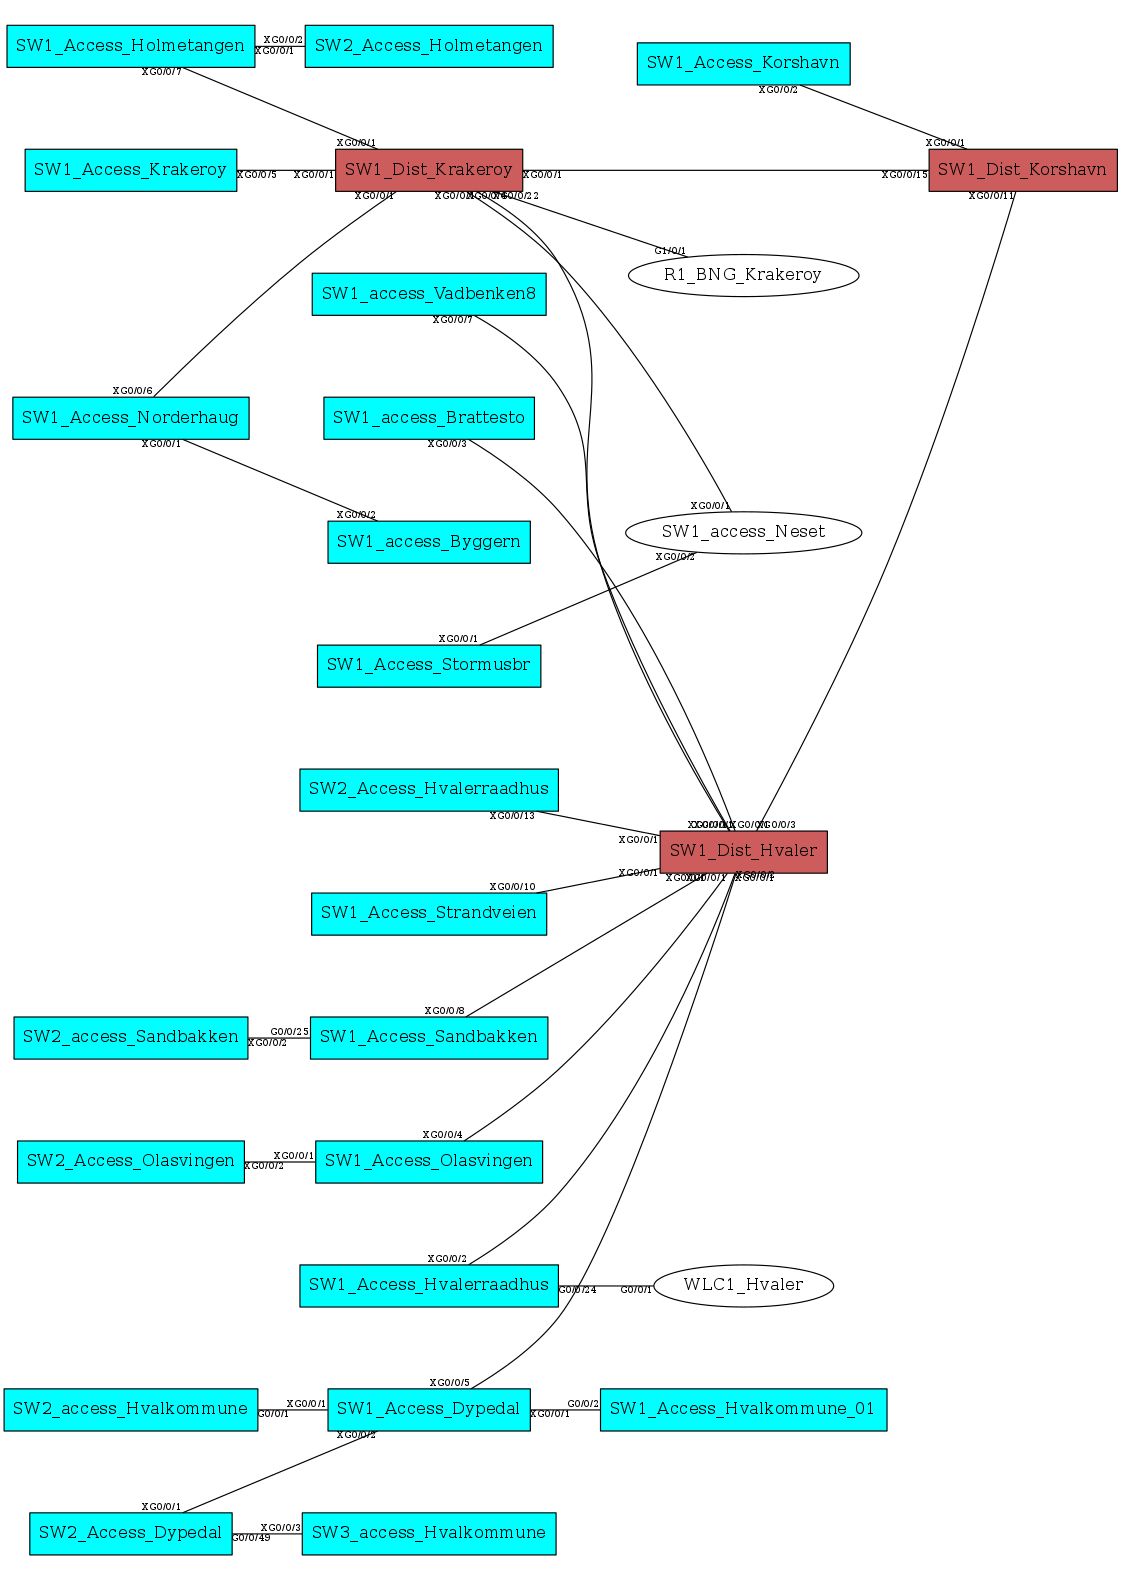 SW1_Access_Holmetangen
XG0/0/2
XG0/0/1
SW2_Access_Holmetangen
XG0/0/7
SW1_Access_Korshavn
XG0/0/2
XG0/0/1
XG0/0/1
SW1_Access_Krakeroy
XG0/0/5
XG0/0/1
SW1_Dist_Krakeroy
XG0/0/1
XG0/0/15
SW1_Dist_Korshavn
XG0/0/1
XG0/0/22
XG0/0/11
G1/0/1
R1_BNG_Krakeroy
SW1_access_Vadbenken8
XG0/0/7
XG0/0/6
SW1_Access_Norderhaug
SW1_access_Brattesto
XG0/0/1
XG0/0/3
XG0/0/2
XG0/0/1
SW1_access_Byggern
SW1_access_Neset
XG0/0/2
XG0/0/1
SW1_Access_Stormusbr
SW2_Access_Hvalerraadhus
XG0/0/13
XG0/0/3
XG0/0/1
SW1_Dist_Hvaler
XG0/0/1
XG0/0/1
XG0/0/1
XG0/0/10
SW1_Access_Strandveien
XG0/0/8
SW2_access_Sandbakken
G0/0/25
XG0/0/2
SW1_Access_Sandbakken
XG0/0/4
SW2_Access_Olasvingen
XG0/0/1
XG0/0/2
SW1_Access_Olasvingen
XG0/0/2
SW1_Access_Hvalerraadhus
G0/0/24
G0/0/1
WLC1_Hvaler
XG0/0/5
SW2_access_Hvalkommune
XG0/0/1
G0/0/1
SW1_Access_Dypedal
G0/0/2
XG0/0/1
SW1_Access_Hvalkommune_01
XG0/0/2
XG0/0/1
SW2_Access_Dypedal
XG0/0/3
G0/0/49
SW3_access_Hvalkommune